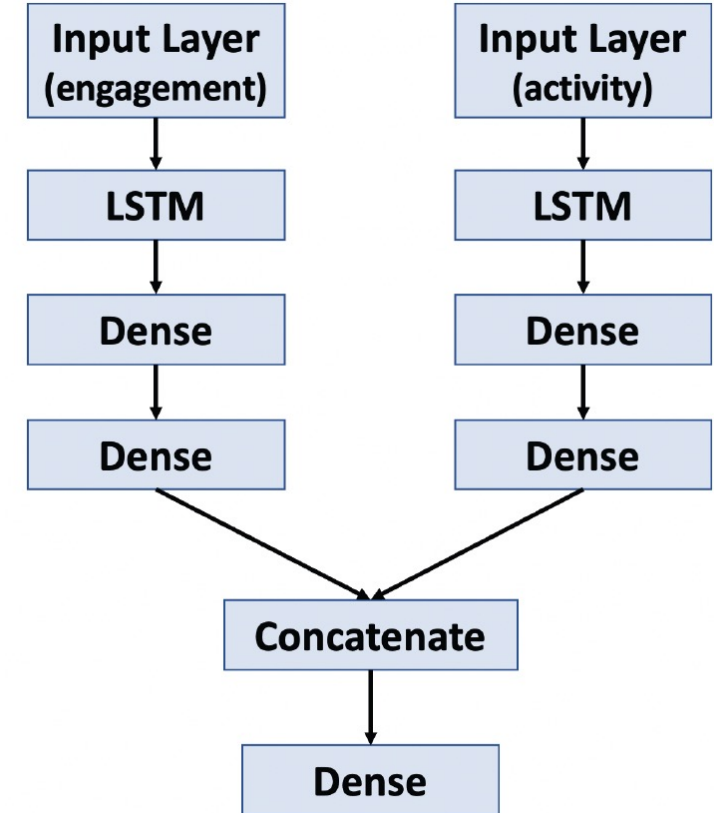 Input Layer
(engagement)
LSTM
Dense
Dense
Input Layer
(activity)
LSTM
Dense
Dense
Concatenate
Dense